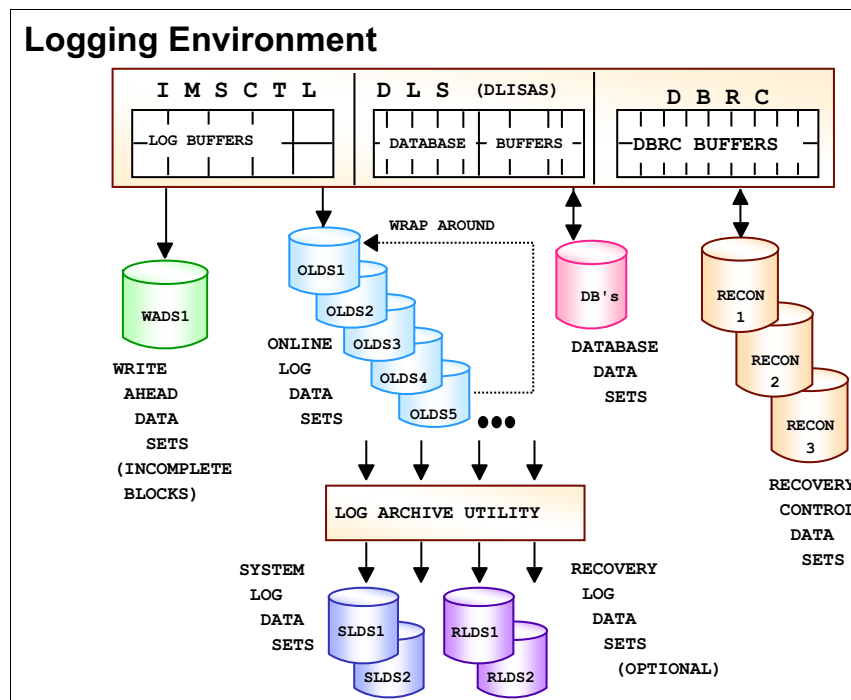 Logging Environment
I M S C T L
D L S (DLISAS)
D B R C
LOG BUFFERS
DATABASE
BUFFERS
DBRC BUFFERS
WRAP AROUND
WADS1
OLDS1
OLDS2
OLDS3
OLDS4
OLDS5
DB's
RECON
1
RECON
2
RECON
3
WRITE
AHEAD
DATA
SETS
(INCOMPLETE
BLOCKS)
ONLINE
LOG
DATA
SETS
DATABASE
DATA
SETS
RECOVERY
CONTROL
DATA
SETS
LOG ARCHIVE UTILITY
SYSTEM
LOG
DATA
SETS
SLDS1
SLDS2
RLDS1
RLDS2
RECOVERY
LOG
DATA
SETS
(OPTIONAL)